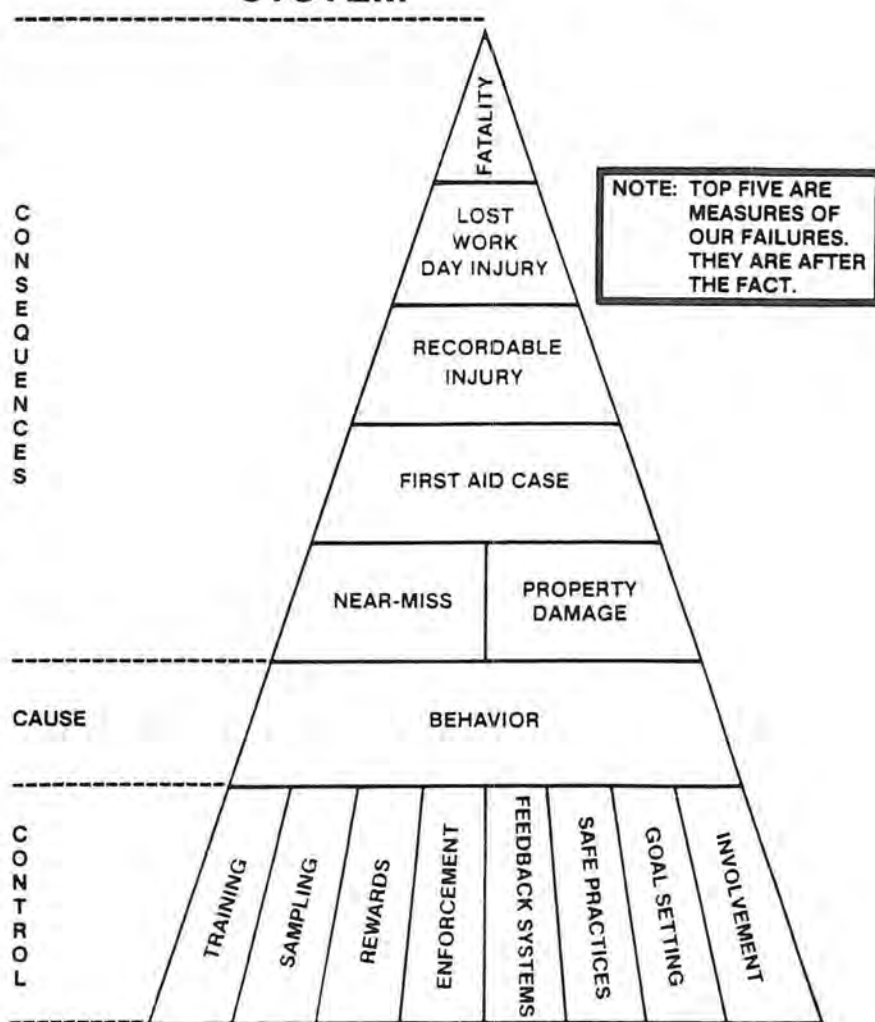 FATALITY
NOTE: TOP FIVE ARE
MEASURES OF
OUR FAILURES.
THEY ARE AFTER
THE FACT.
CONSEQUENCES
LOST
WORK
DAY INJURY
RECORDABLE
INJURY
FIRST AID CASE
NEAR-MISS
PROPERTY
DAMAGE
CAUSE
BEHAVIOR
CONTROL
TRAINING
SAMPLING
REWARDS
ENFORCEMENT
FEEDBACK SYSTEMS
SAFE PRACTICES
GOAL SETTING
INVOLVEMENT